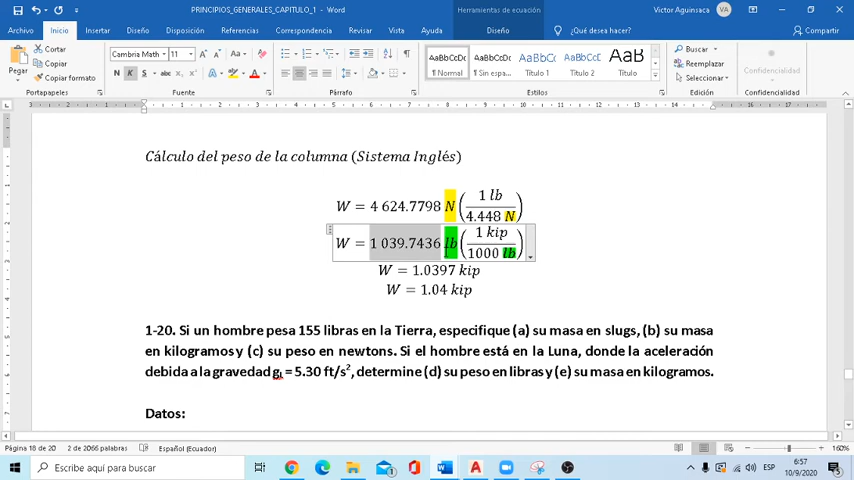 PRINCIPIOS_GENERALES_CAPITULO_1 - Word
Herramientas de ecuación
Victor Aguinsaca VA
Archivo Inicio Insertar Dibujar Diseño Disposición Referencias Correspondencia Revisar Vista Programador Ayuda Diseño ¿Qué desea hacer? Compartir
Pegar
Cortar
Copiar
Copiar formato
Cambria Math 11
N K S
AaBbCcDc AaBbCcDc AaBbCc AaBbCcD AaB
¶ Normal ¶ Sin espa... Título 1 Título 2 Título
Buscar
Reemplazar
Seleccionar
Confidencialidad
Portapapeles Fuente Párrafo Estilos Edición Confidencialidad
Cálculo del peso de la columna (Sistema Inglés)
W = 4 624.7798 N (1 lb / 4.448 N)
W = 1 039.7436 lb (1 kip / 1000 lb)
W = 1.0397 kip
W = 1.04 kip
1-20. Si un hombre pesa 155 libras en la Tierra, especifique (a) su masa en slugs, (b) su masa
en kilogramos y (c) su peso en newtons. Si el hombre está en la Luna, donde la aceleración
debida a la gravedad gL = 5.30 ft/s², determine (d) su peso en libras y (e) su masa en kilogramos.
Datos:
Página 18 de 20 2 de 2066 palabras Español (Ecuador) 160%
Escribe aquí para buscar
ESP
6:57
10/9/2020